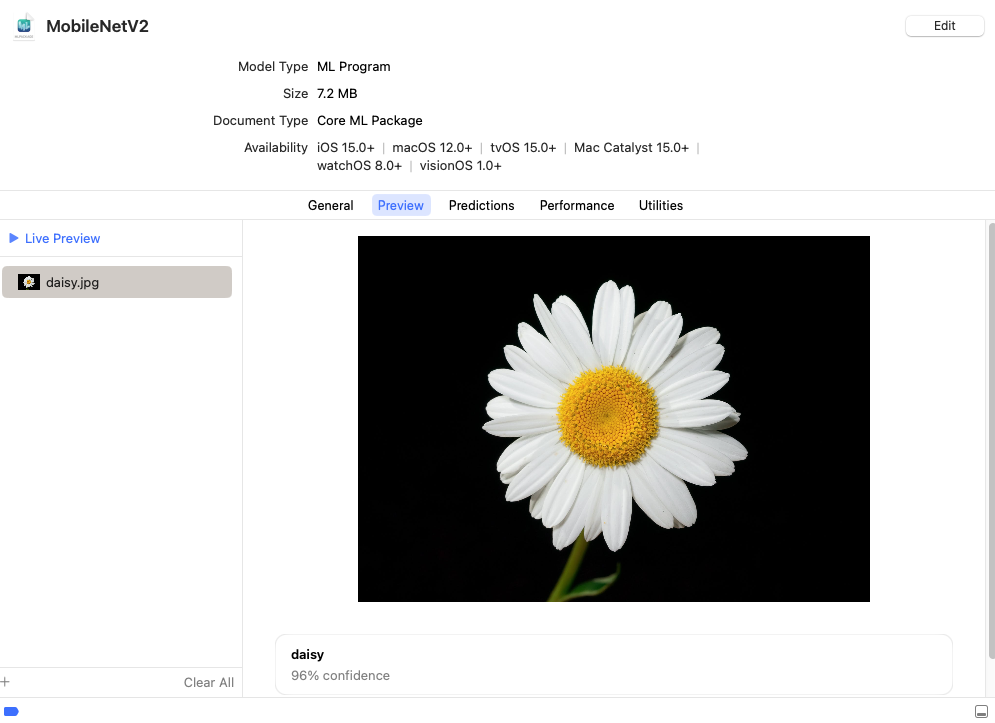 MobileNetV2
Edit
Model Type ML Program
Size 7.2 MB
Document Type Core ML Package
Availability iOS 15.0+ | macOS 12.0+ | tvOS 15.0+ | Mac Catalyst 15.0+ |
watchOS 8.0+ | visionOS 1.0+
General Preview Predictions Performance Utilities
Live Preview
daisy.jpg
daisy
96% confidence
+ Clear All